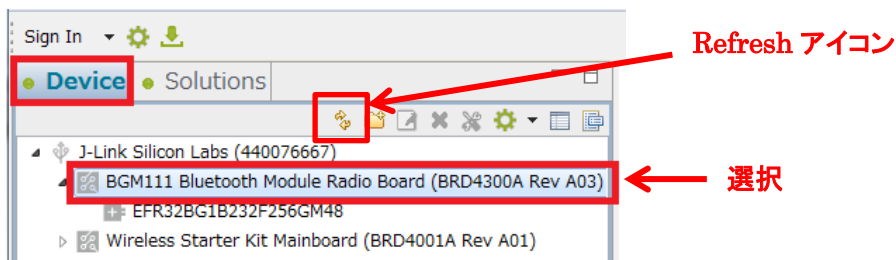 Sign In
Refresh アイコン
Device
Solutions
J-Link Silicon Labs (440076667)
BGM111 Bluetooth Module Radio Board (BRD4300A Rev A03)
選択
EFR32BG1B232F256GM48
Wireless Starter Kit Mainboard (BRD4001A Rev A01)